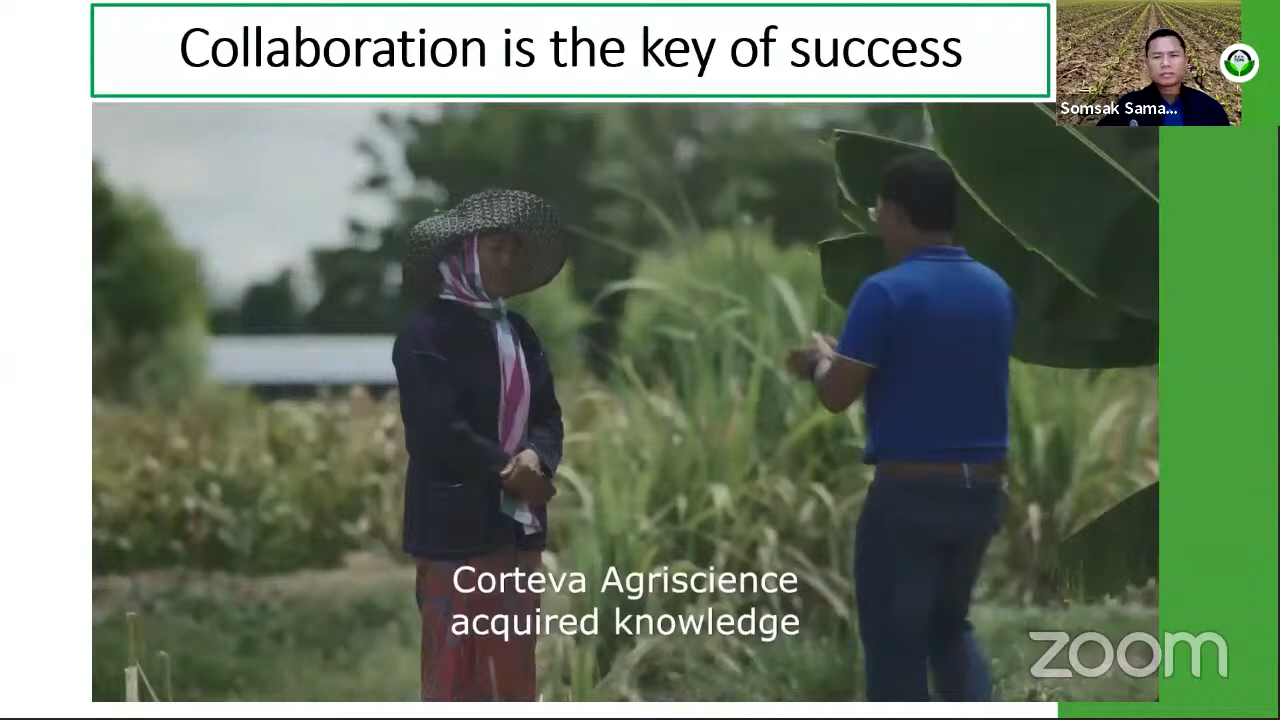 Collaboration is the key of success
Somsak Sama...
Corteva Agriscience
acquired knowledge
zoom